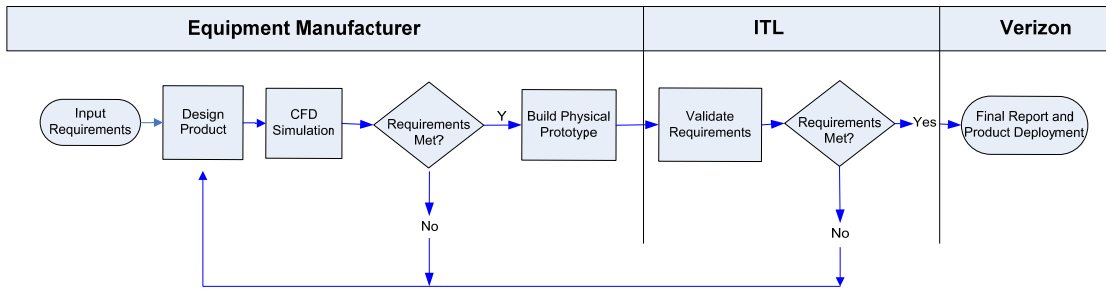 Equipment Manufacturer
ITL
Verizon
Input
Requirements
Design
Product
CFD
Simulation
Requirements
Met?
Y
Build Physical
Prototype
Validate
Requirements
Requirements
Met?
Yes
Final Report and
Product Deployment
No
No